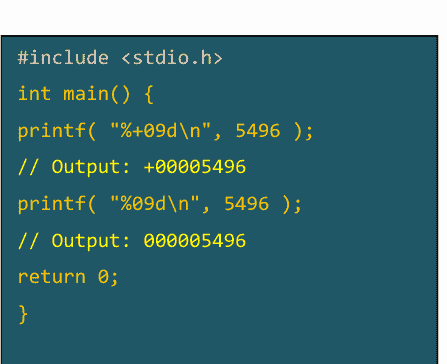 #include <stdio.h>
int main() {
printf( "%+09d\n", 5496 );
// Output: +00005496
printf( "%09d\n", 5496 );
// Output: 000005496
return 0;
}